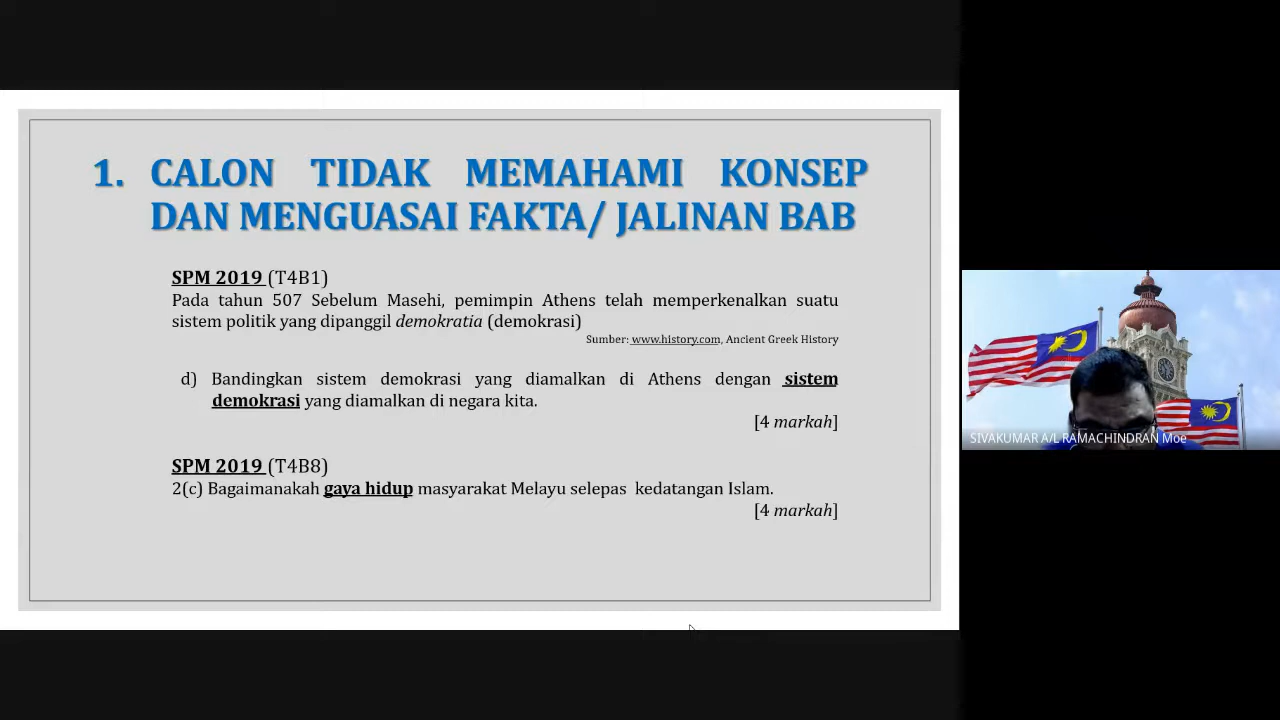 1. CALON TIDAK MEMAHAMI KONSEP
DAN MENGUASAI FAKTA/ JALINAN BAB
SPM 2019 (T4B1)
Pada tahun 507 Sebelum Masehi, pemimpin Athens telah memperkenalkan suatu
sistem politik yang dipanggil demokratia (demokrasi)
Sumber: www.history.com, Ancient Greek History
d) Bandingkan sistem demokrasi yang diamalkan di Athens dengan sistem
demokrasi yang diamalkan di negara kita.
[4 markah]
SPM 2019 (T4B8)
2(c) Bagaimanakah gaya hidup masyarakat Melayu selepas kedatangan Islam.
[4 markah]
SIVAKUMAR A/L RAMACHINDRAN Moe